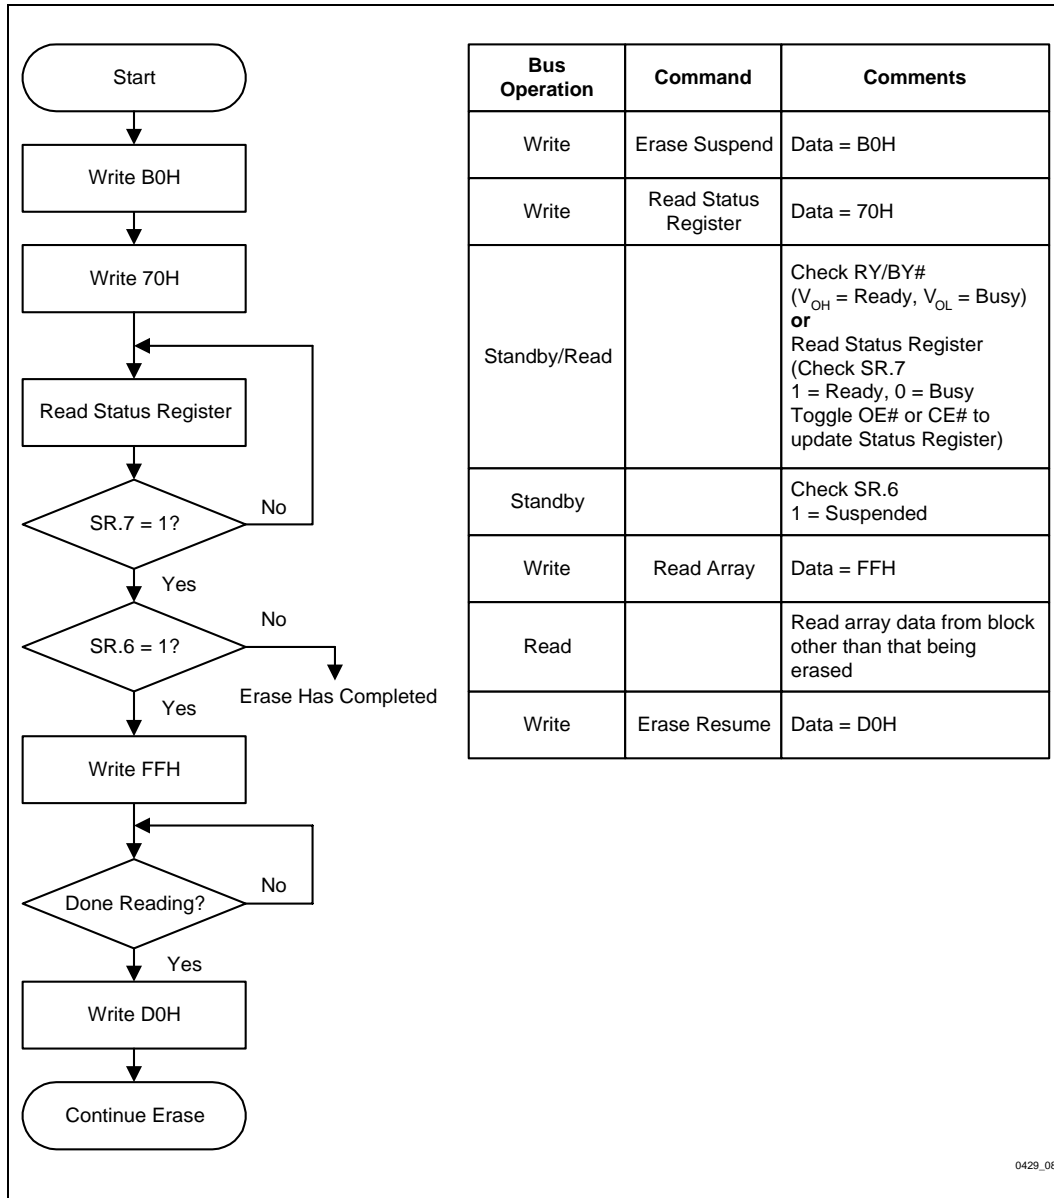 Start
Write B0H
Write 70H
Read Status Register
SR.7 = 1?
No
Yes
SR.6 = 1?
No
Erase Has Completed
Yes
Write FFH
Done Reading?
No
Yes
Write D0H
Continue Erase
Bus
Operation
Command
Comments
Write
Erase Suspend
Data = B0H
Write
Read Status
Register
Data = 70H
Standby/Read
Check RY/BY#
(VOH = Ready, VOL = Busy)
or
Read Status Register
(Check SR.7
1 = Ready, 0 = Busy
Toggle OE# or CE# to
update Status Register)
Standby
Check SR.6
1 = Suspended
Write
Read Array
Data = FFH
Read
Read array data from block
other than that being
erased
Write
Erase Resume
Data = D0H
0429_08